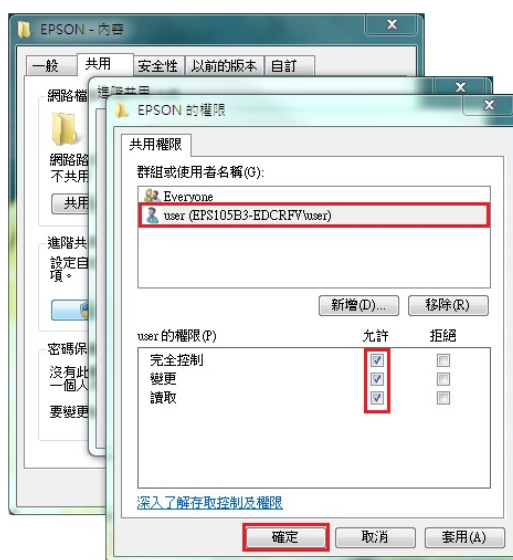 EPSON - 內容
一般 共用 安全性 以前的版本 自訂
網路檔
網路路
不共用
共用
進階共
設定自
項。
密碼保
沒有此
一個人
要變更
進階共用
EPSON 的權限
共用權限
群組或使用者名稱(G):
Everyone
user (EPS105B3-EDCRFV\user)
新增(D)... 移除(R)
user 的權限(P) 允許 拒絕
完全控制
變更
讀取
深入了解存取控制及權限
確定 取消 套用(A)